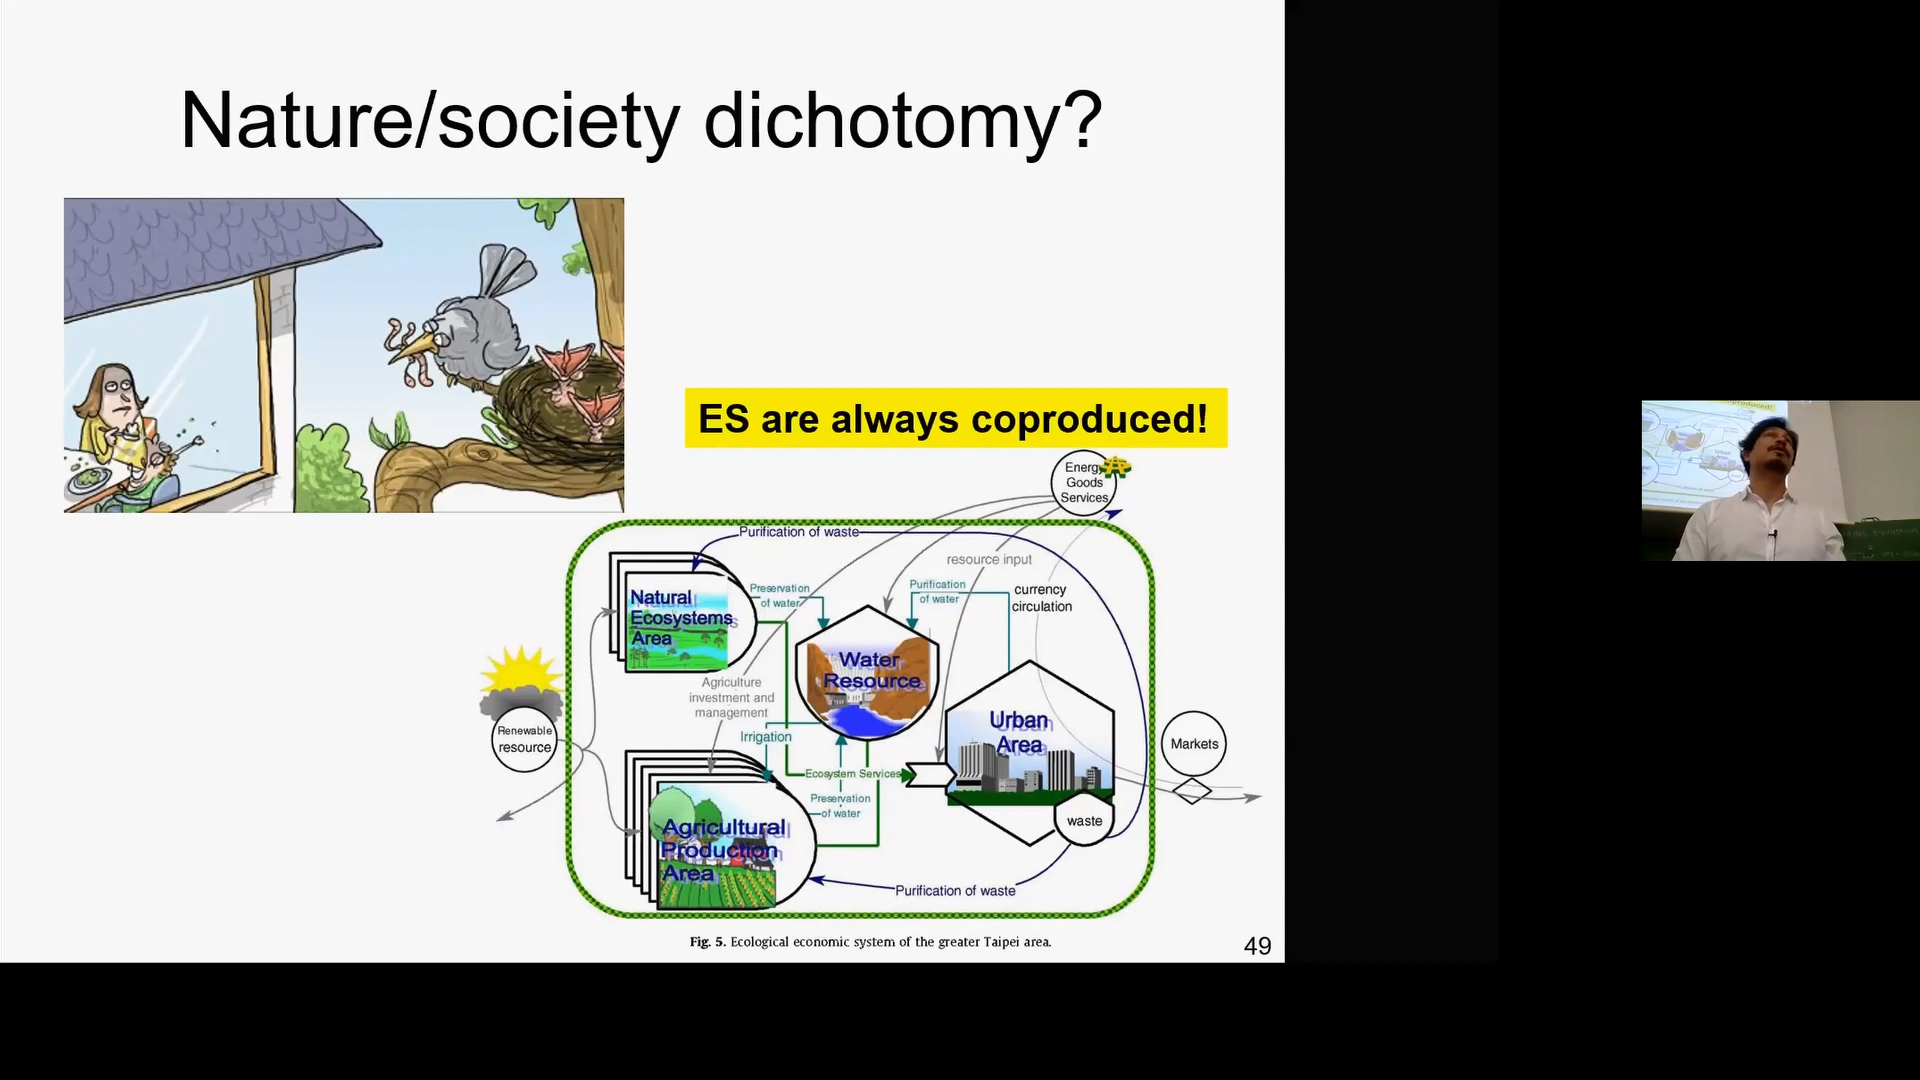 Nature/society dichotomy?
ES are always coproduced!
Energy
Goods
Services
Purification of waste
resource input
Preservation
of water
Purification
of water
currency
circulation
Natural
Ecosystems
Area
Water
Resource
Agriculture
investment and
management
Irrigation
Urban
Area
Renewable
resource
Markets
Ecosystem Services
Preservation
of water
waste
Agricultural
Production
Area
Purification of waste
Fig. 5. Ecological economic system of the greater Taipei area.
49